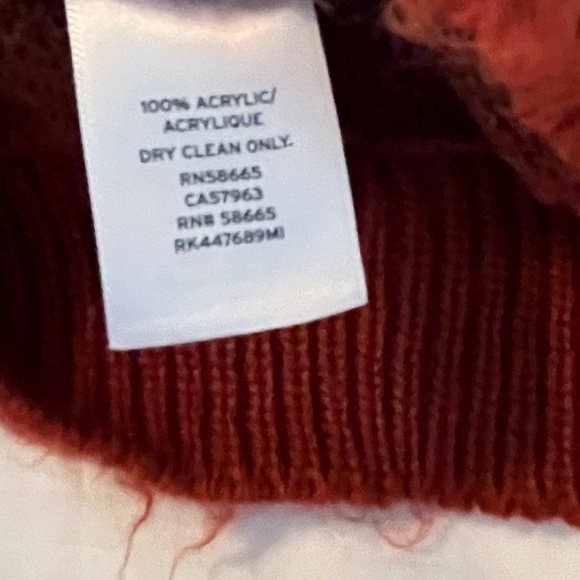 100% ACRYLIC/
ACRYLIQUE
DRY CLEAN ONLY.
RN58665
CA57963
RN# 58665
RK447689MI